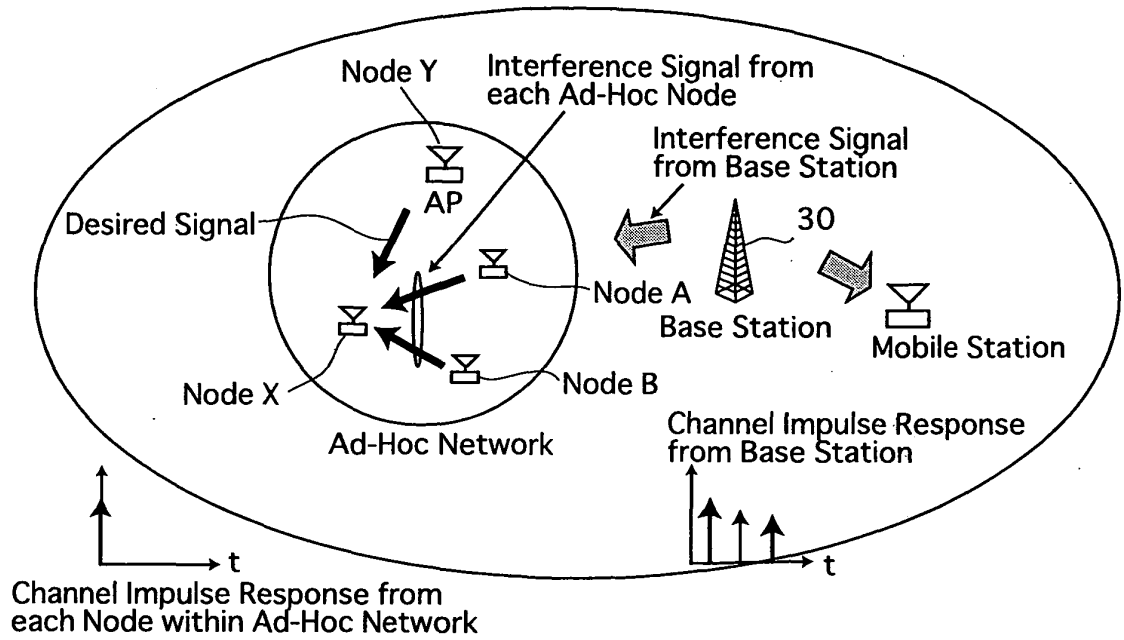 Node Y
Interference Signal from
each Ad-Hoc Node
Interference Signal
from Base Station
AP
Desired Signal
30
Node A
Base Station
Mobile Station
Node X
Node B
Ad-Hoc Network
Channel Impulse Response
from Base Station
t
t
Channel Impulse Response from
each Node within Ad-Hoc Network